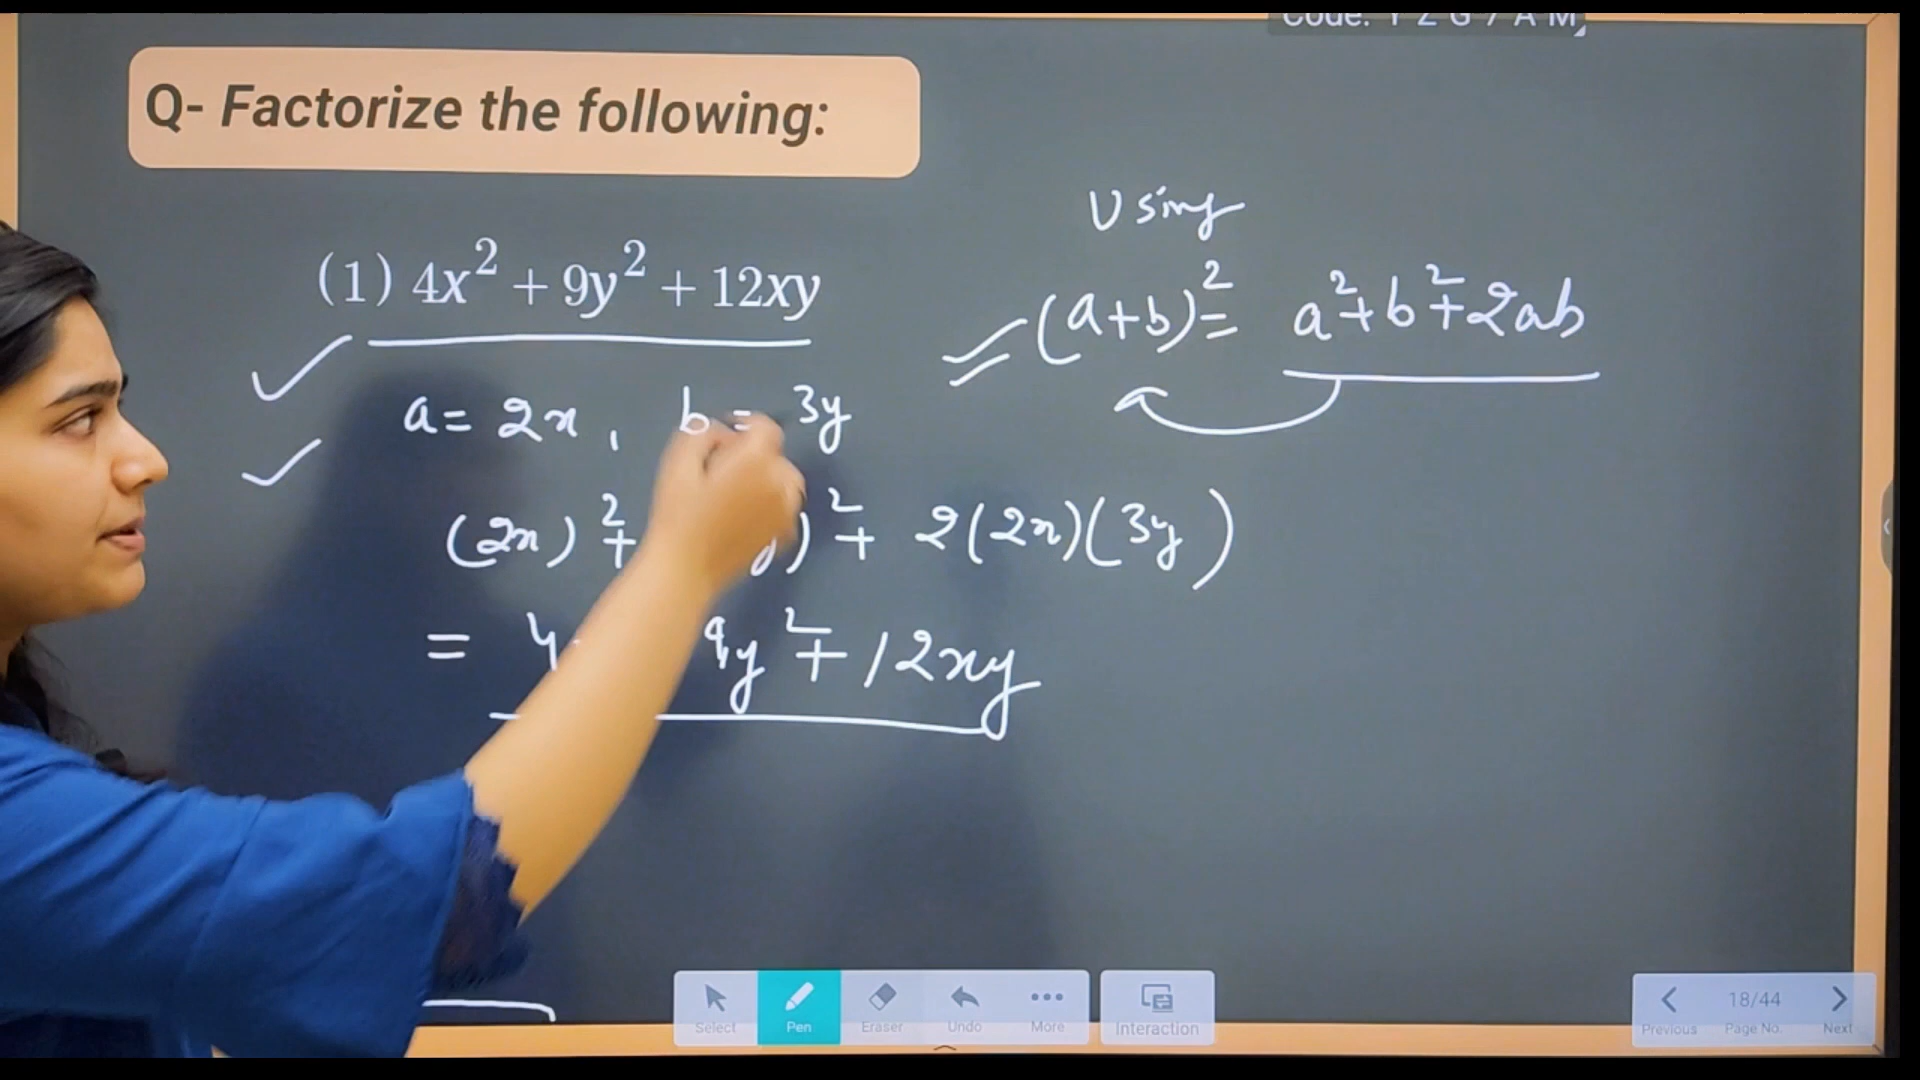 Q- Factorize the following:
Using
(1) 4x² + 9y² + 12xy
(a+b)² = a²+b²+2ab
a = 2x, b = 3y
(2x)²+ y)²+ 2(2x)(3y)
= 4 9y²+12xy
Select Pen Eraser Undo More Interaction
18/44
Previous Page No. Next